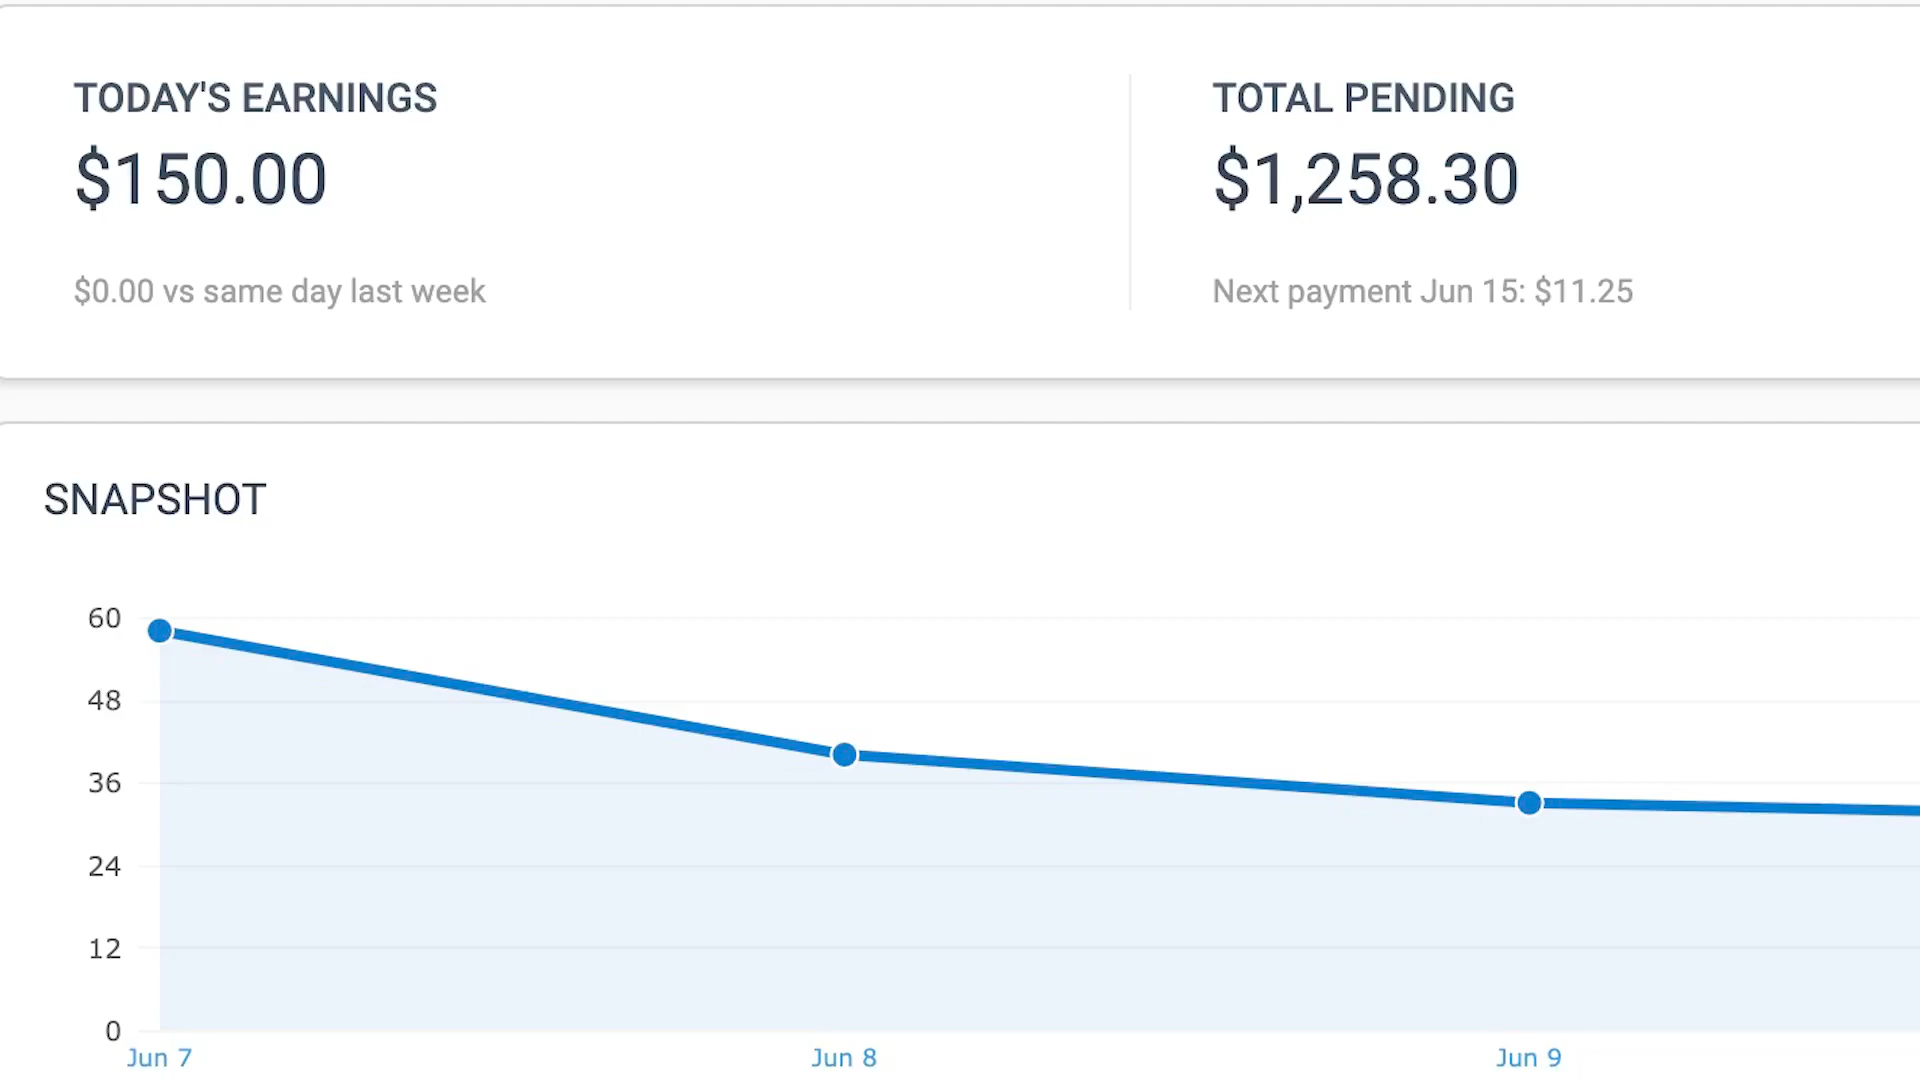 TODAY'S EARNINGS
$150.00
$0.00 vs same day last week
TOTAL PENDING
$1,258.30
Next payment Jun 15: $11.25
SNAPSHOT
60
48
36
24
12
0
Jun 7
Jun 8
Jun 9